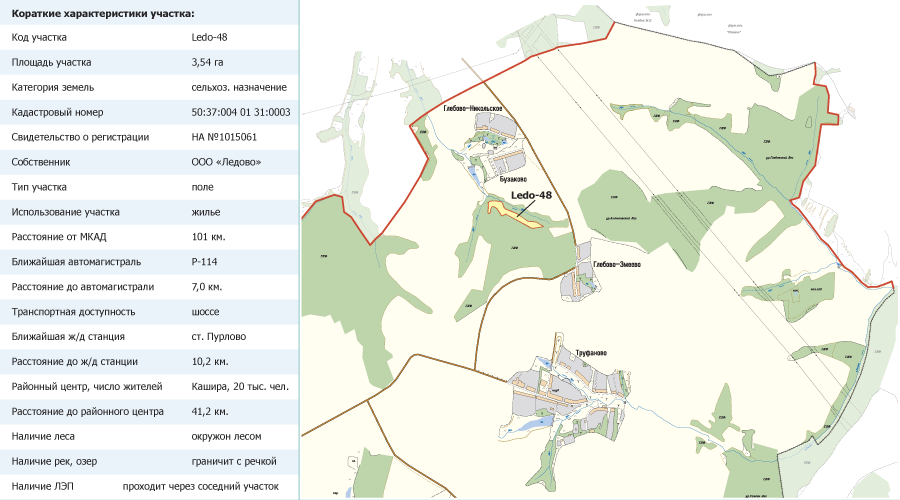 Краткие характеристики участка:
Код участка Ledo-48
Площадь участка 3,54 га
Категория земель сельхоз. назначение
Кадастровый номер 50:37:004 01 31:0003
Свидетельство о регистрации НА №1015061
Собственник ООО «Ледово»
Тип участка поле
Использование участка жилье
Расстояние от МКАД 101 км.
Ближайшая автомагистраль Р-114
Расстояние до автомагистрали 7,0 км.
Транспортная доступность шоссе
Ближайшая ж/д станция ст. Пурлово
Расстояние до ж/д станции 10,2 км.
Районный центр, число жителей Кашира, 20 тыс. чел.
Расстояние до районного центра 41,2 км.
Наличие леса окружон лесом
Наличие рек, озер граничит с речкой
Наличие ЛЭП проходит через соседний участок
Глебово-Никольское
Бузаково
Ledo-48
Глебово-Змеево
Труфаново